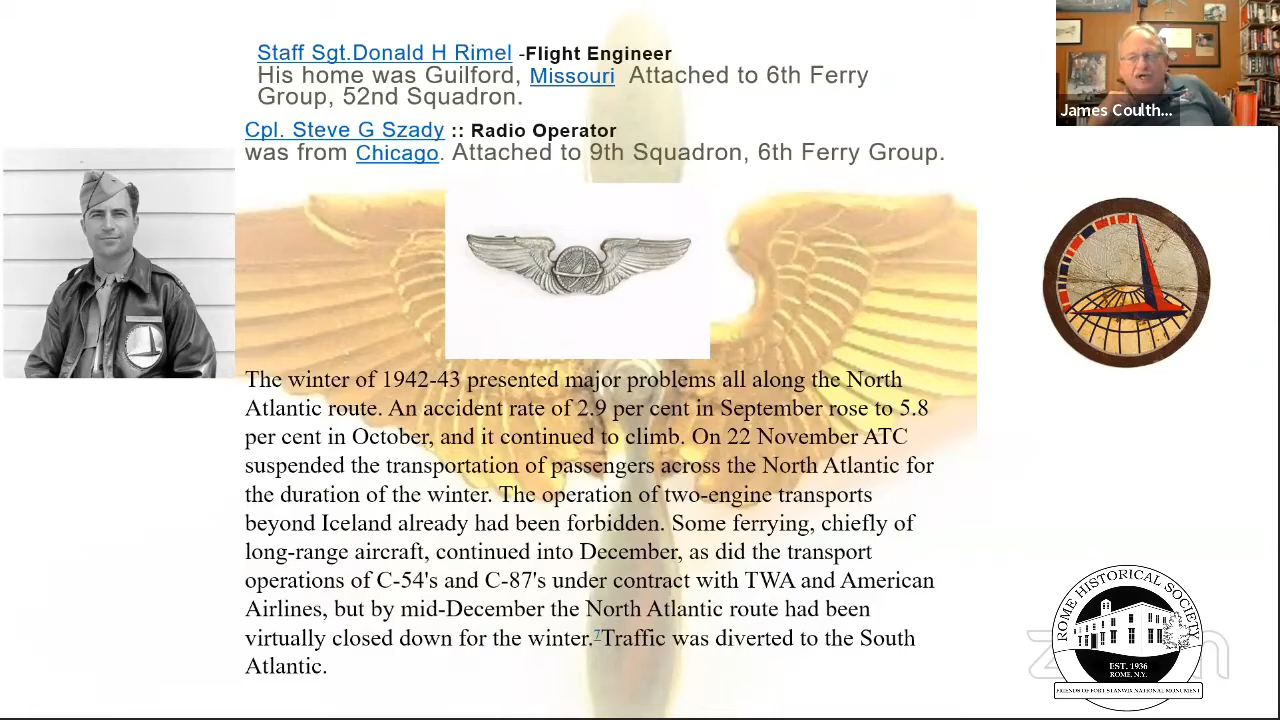 Staff Sgt.Donald H Rimel -Flight Engineer
His home was Guilford, Missouri  Attached to 6th Ferry
Group, 52nd Squadron.
Cpl. Steve G Szady :: Radio Operator
was from Chicago. Attached to 9th Squadron, 6th Ferry Group.
The winter of 1942-43 presented major problems all along the North
Atlantic route. An accident rate of 2.9 per cent in September rose to 5.8
per cent in October, and it continued to climb. On 22 November ATC
suspended the transportation of passengers across the North Atlantic for
the duration of the winter. The operation of two-engine transports
beyond Iceland already had been forbidden. Some ferrying, chiefly of
long-range aircraft, continued into December, as did the transport
operations of C-54's and C-87's under contract with TWA and American
Airlines, but by mid-December the North Atlantic route had been
virtually closed down for the winter.7Traffic was diverted to the South
Atlantic.
James Coulth...
ROME HISTORICAL SOCIETY
EST. 1936
ROME, N.Y.
FRIENDS OF FORT STANWIX NATIONAL MONUMENT